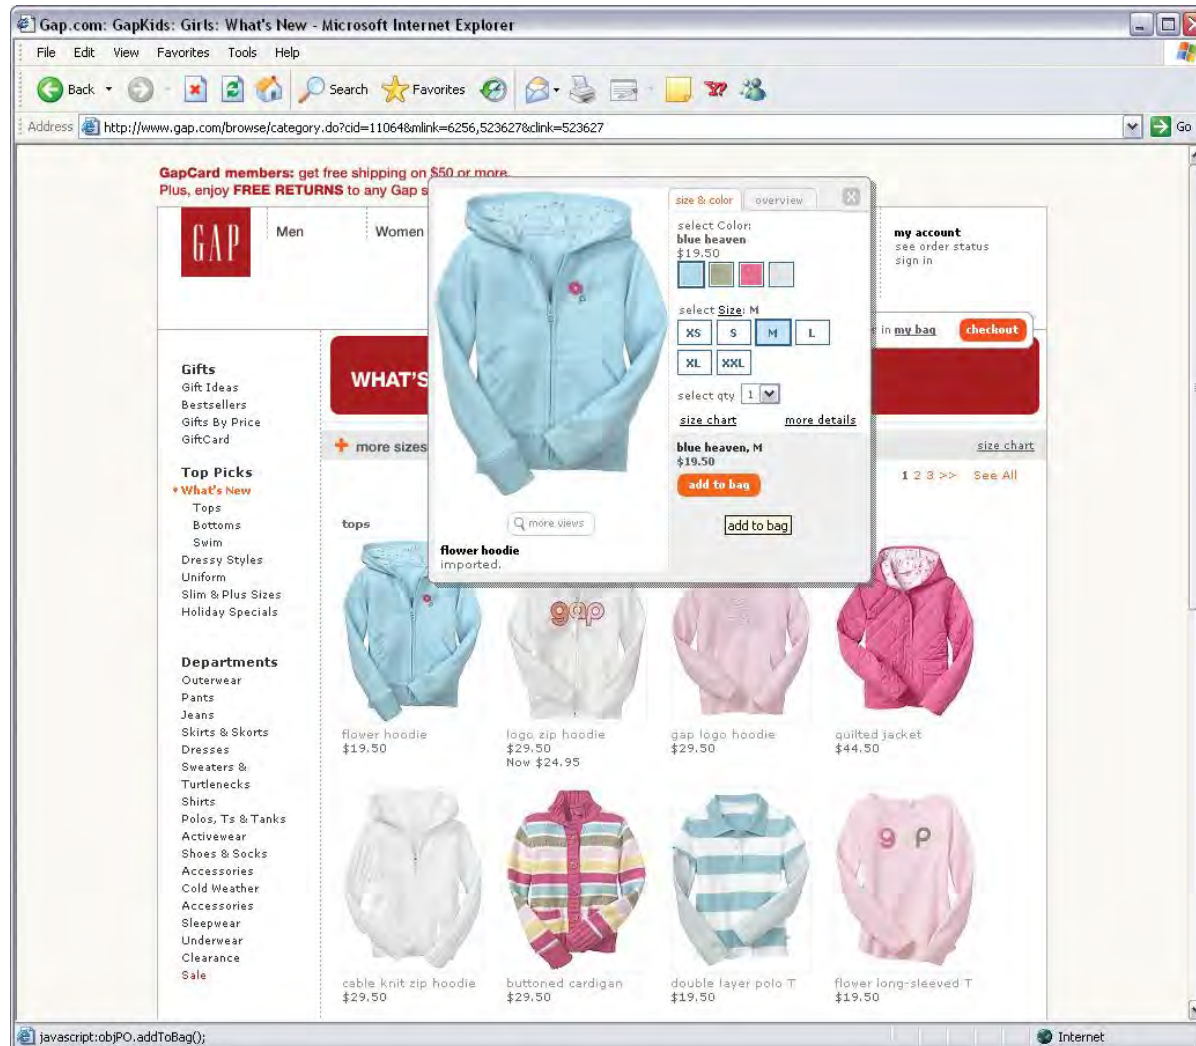 Gap.com: GapKids: Girls: What's New - Microsoft Internet Explorer
File Edit View Favorites Tools Help
Back Search Favorites
Address http://www.gap.com/browse/category.do?cid=11064&mlink=6256,523627&clink=523627 Go
GapCard members: get free shipping on $50 or more.
Plus, enjoy FREE RETURNS to any Gap s
GAP
Men
Women
my account
see order status
sign in
in my bag
checkout
size & color
overview
select Color:
blue heaven
$19.50
select Size: M
XS S M L
XL XXL
select qty 1
size chart more details
blue heaven, M
$19.50
add to bag
add to bag
more views
flower hoodie
imported.
WHAT'S
more sizes
size chart
1 2 3 >> See All
Gifts
Gift Ideas
Bestsellers
Gifts By Price
GiftCard
Top Picks
What's New
Tops
Bottoms
Swim
Dressy Styles
Uniform
Slim & Plus Sizes
Holiday Specials
Departments
Outerwear
Pants
Jeans
Skirts & Skorts
Dresses
Sweaters &
Turtlenecks
Shirts
Polos, Ts & Tanks
Activewear
Shoes & Socks
Accessories
Cold Weather
Accessories
Sleepwear
Underwear
Clearance
Sale
tops
gap
flower hoodie
$19.50
logo zip hoodie
$29.50
Now $24.95
gap logo hoodie
$29.50
quilted jacket
$44.50
g P
cable knit zip hoodie
$29.50
buttoned cardigan
$29.50
double layer polo T
$19.50
flower long-sleeved T
$19.50
javascript:objPO.addToBag();
Internet